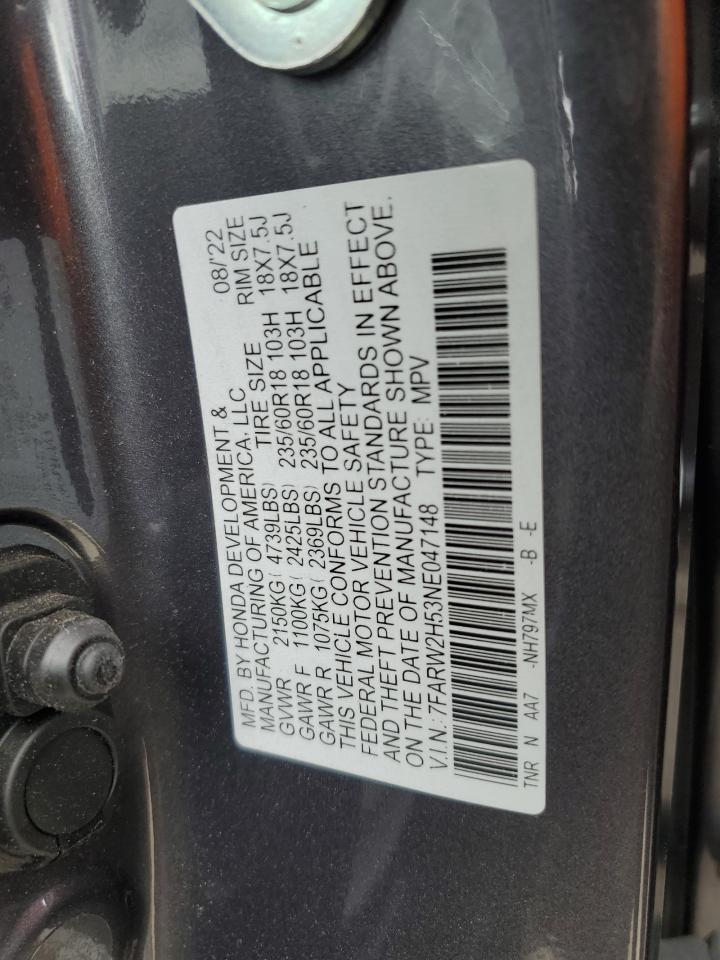 MFD. BY HONDA DEVELOPMENT & 08/'22
MANUFACTURING OF AMERICA, LLC
TIRE SIZE RIM SIZE
GVWR 2150KG( 4739LBS)
GAWR F 1100KG( 2425LBS) 235/60R18 103H 18X7.5J
GAWR R 1075KG( 2369LBS) 235/60R18 103H 18X7.5J
THIS VEHICLE CONFORMS TO ALL APPLICABLE
FEDERAL MOTOR VEHICLE SAFETY
AND THEFT PREVENTION STANDARDS IN EFFECT
ON THE DATE OF MANUFACTURE SHOWN ABOVE.
V.I.N.:7FARW2H53NE047148 TYPE: MPV
TNR N AA7 -NH797MX -B -E